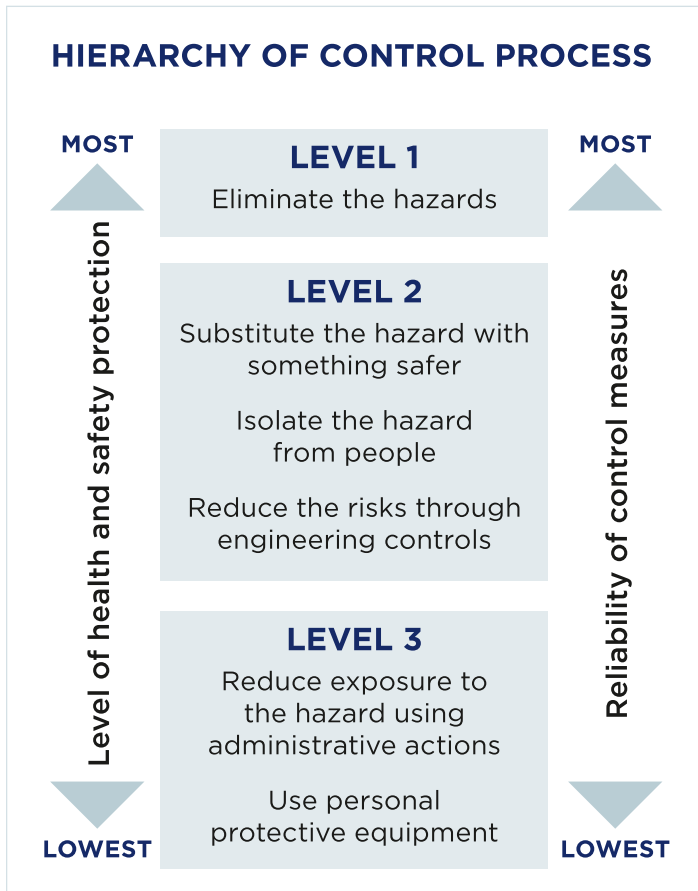 HIERARCHY OF CONTROL PROCESS
MOST
MOST
LEVEL 1
Eliminate the hazards
Level of health and safety protection
Reliability of control measures
LEVEL 2
Substitute the hazard with
something safer
Isolate the hazard
from people
Reduce the risks through
engineering controls
LEVEL 3
Reduce exposure to
the hazard using
administrative actions
Use personal
protective equipment
LOWEST
LOWEST